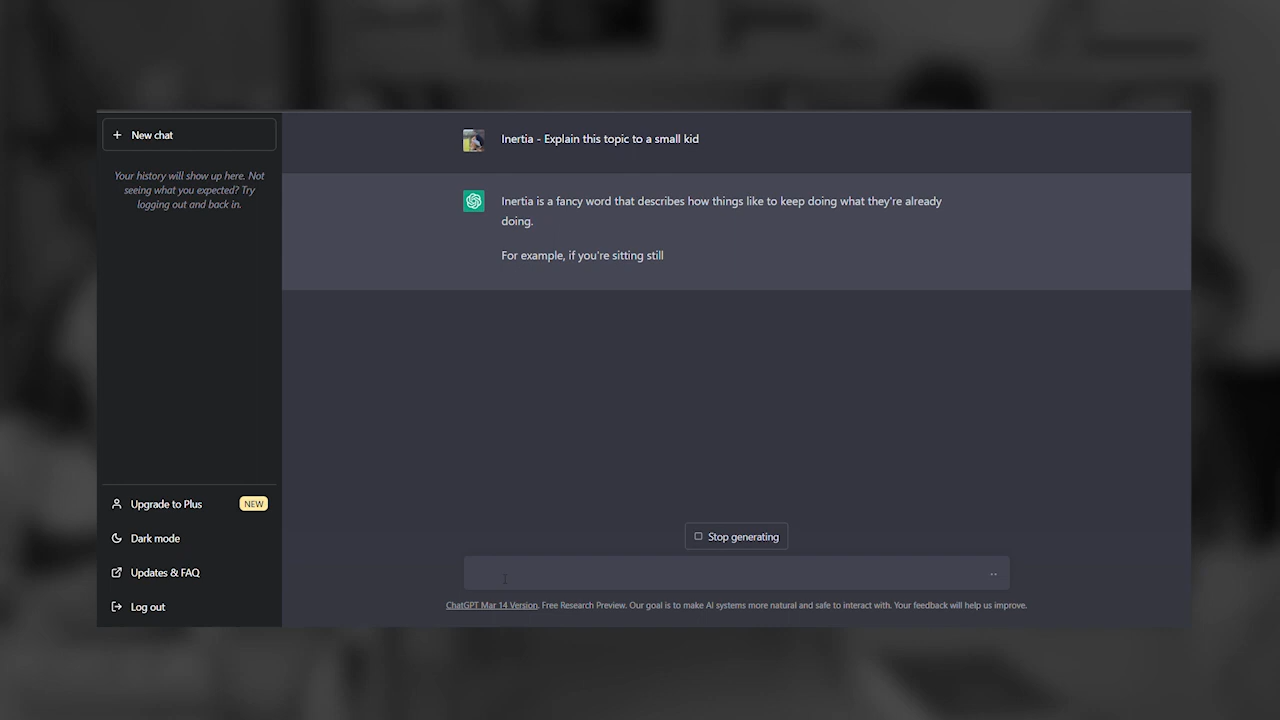 New chat
Your history will show up here. Not
seeing what you expected? Try
logging out and back in.
Upgrade to Plus NEW
Dark mode
Updates & FAQ
Log out
Inertia - Explain this topic to a small kid
Inertia is a fancy word that describes how things like to keep doing what they're already
doing.
For example, if you're sitting still
Stop generating
ChatGPT Mar 14 Version. Free Research Preview. Our goal is to make AI systems more natural and safe to interact with. Your feedback will help us improve.